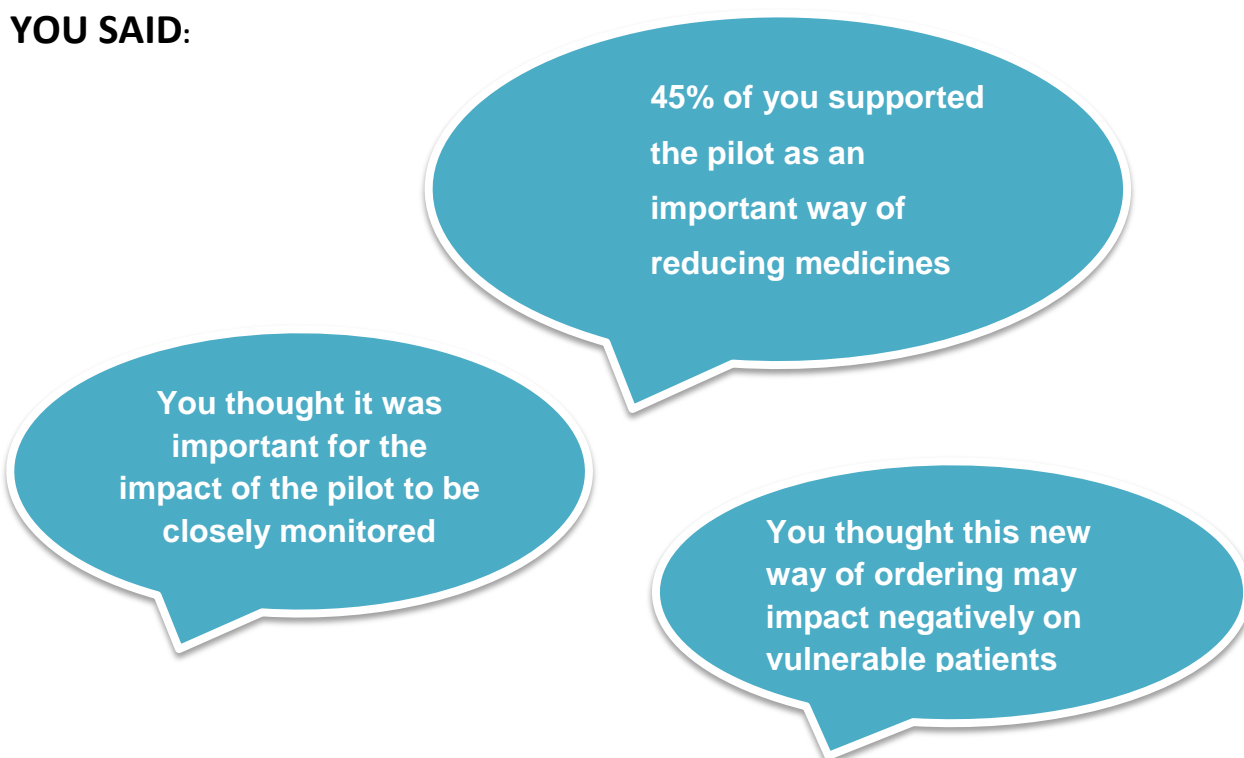 YOU SAID:
45% of you supported
the pilot as an
important way of
reducing medicines
You thought it was
important for the
impact of the pilot to be
closely monitored
You thought this new
way of ordering may
impact negatively on
vulnerable patients